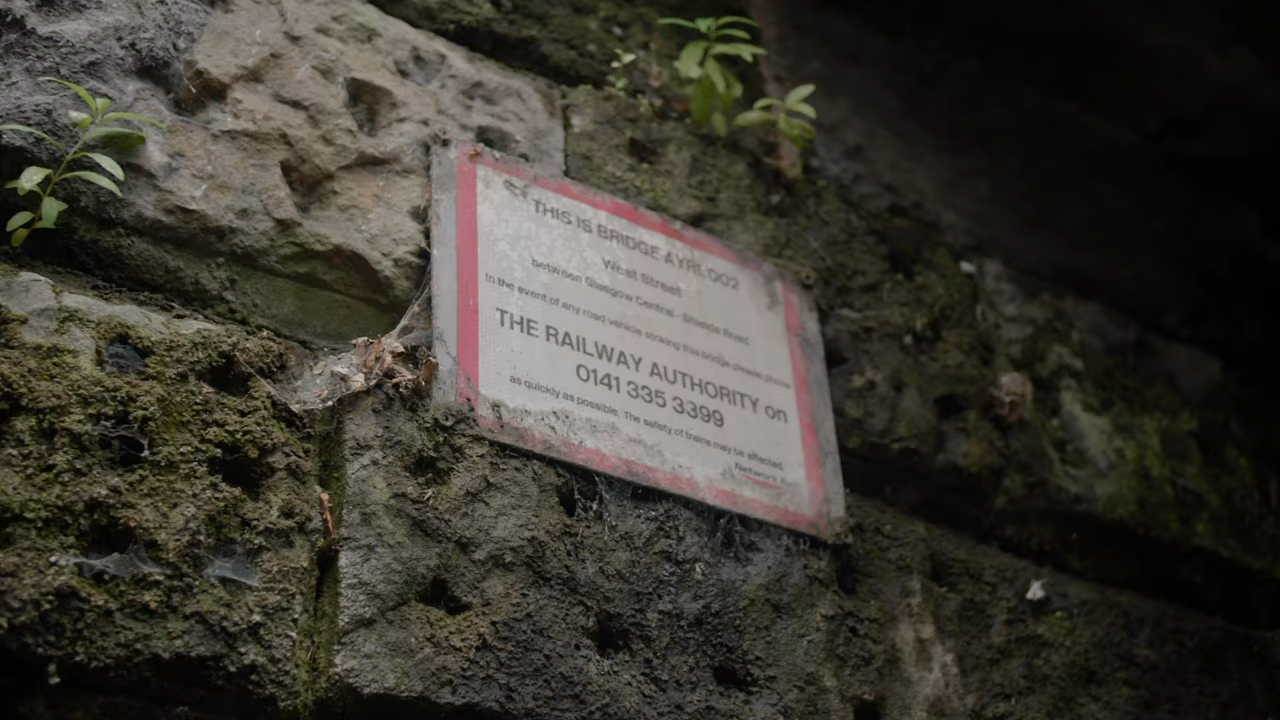 THIS IS BRIDGE AYR1 002
West Street
between Glasgow Central - Shields Road
In the event of any road vehicle striking this bridge please phone
THE RAILWAY AUTHORITY on
0141 335 3399
as quickly as possible. The safety of trains may be affected.
Network